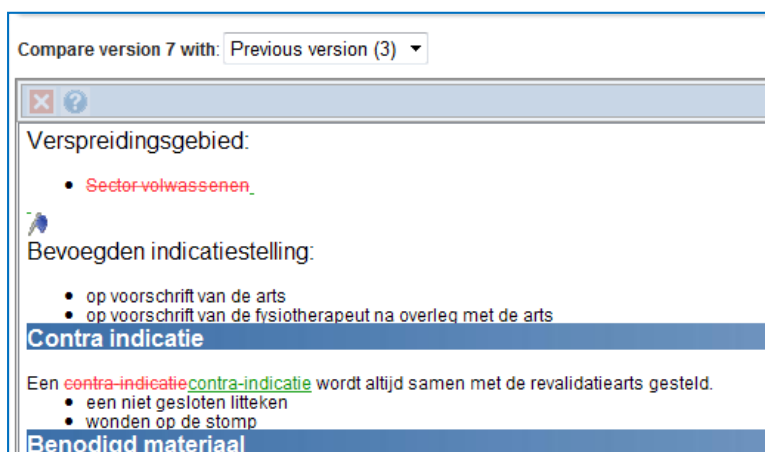 Compare version 7 with: Previous version (3)
Verspreidingsgebied:
Sector volwassenen
Bevoegden indicatiestelling:
op voorschrift van de arts
op voorschrift van de fysiotherapeut na overleg met de arts
Contra indicatie
Een contra-indicatiecontra-indicatie wordt altijd samen met de revalidatiearts gesteld.
een niet gesloten litteken
wonden op de stomp
Benodigd materiaal